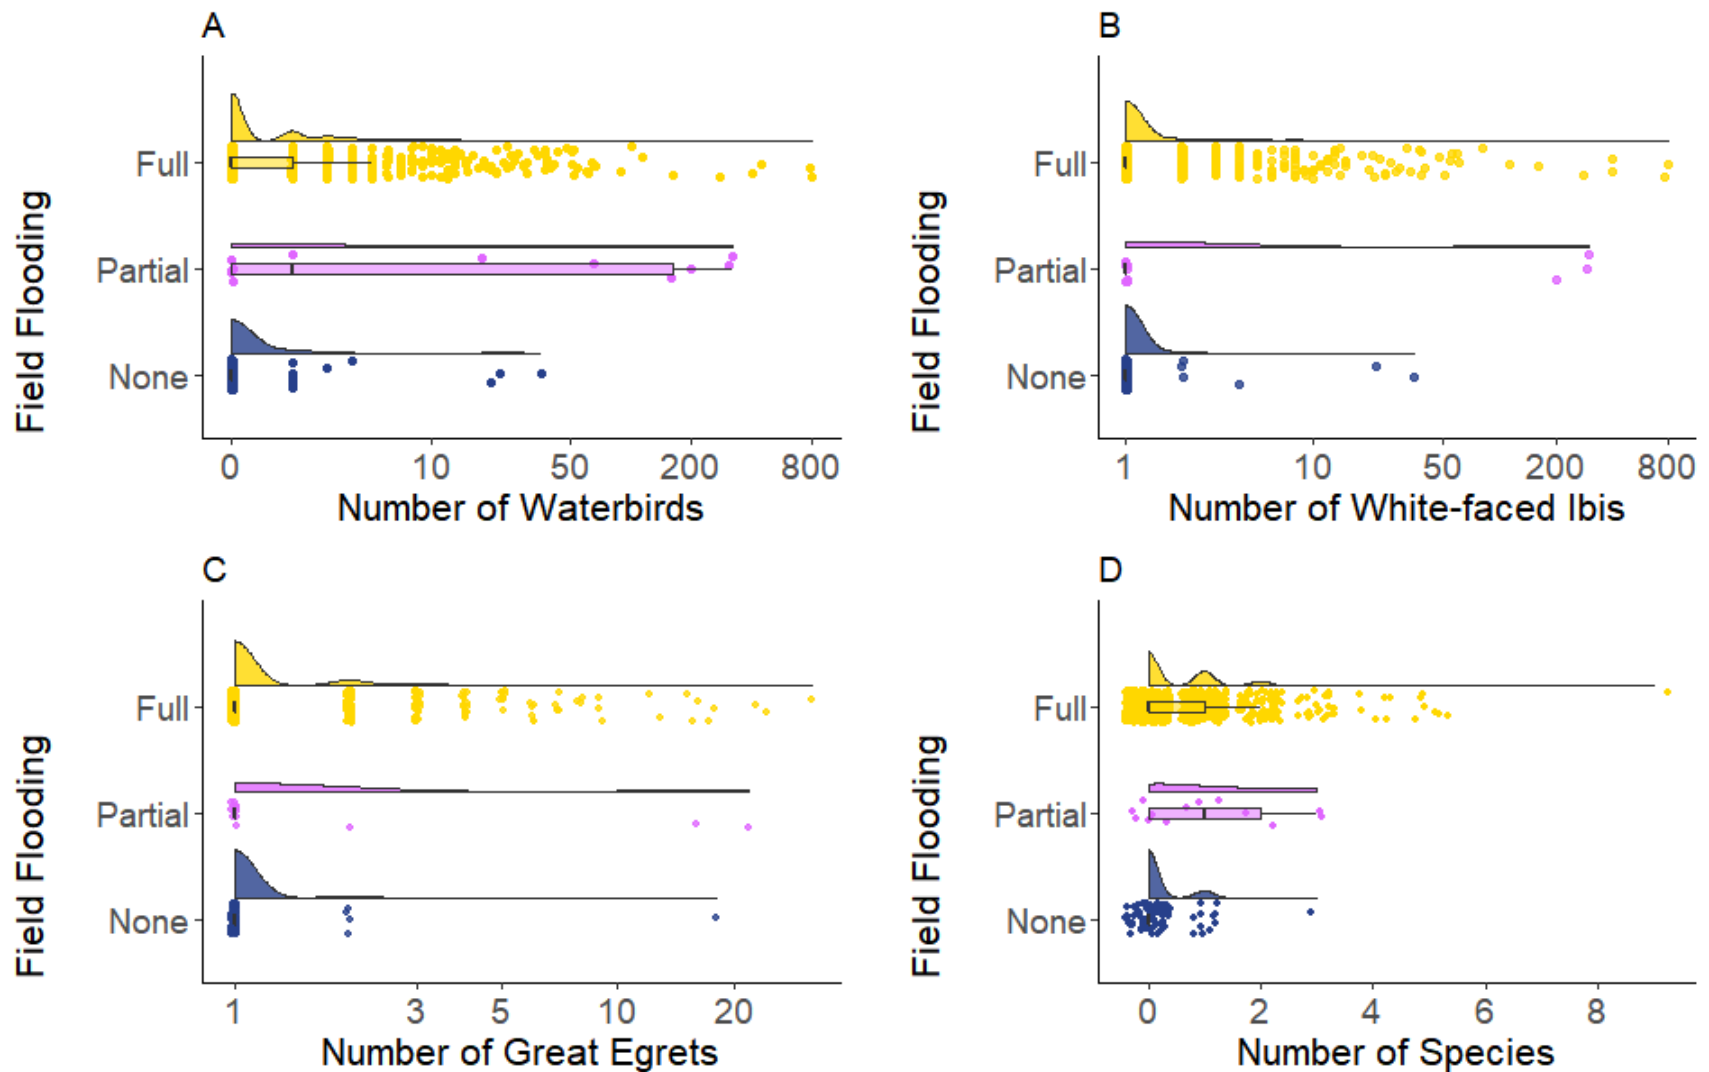 A
Field Flooding
Full
Partial
None
0 10 50 200 800
Number of Waterbirds
B
Field Flooding
Full
Partial
None
1 10 50 200 800
Number of White-faced Ibis
C
Field Flooding
Full
Partial
None
1 3 5 10 20
Number of Great Egrets
D
Field Flooding
Full
Partial
None
0 2 4 6 8
Number of Species